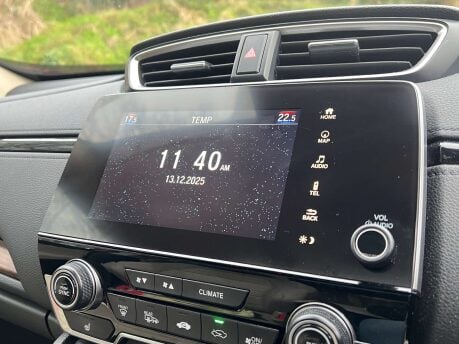 17.5 TEMP 22.5
11 40 AM
13.12.2025
HOME
MAP
AUDIO
TEL
BACK
VOL
AUDIO
SYNC
CLIMATE